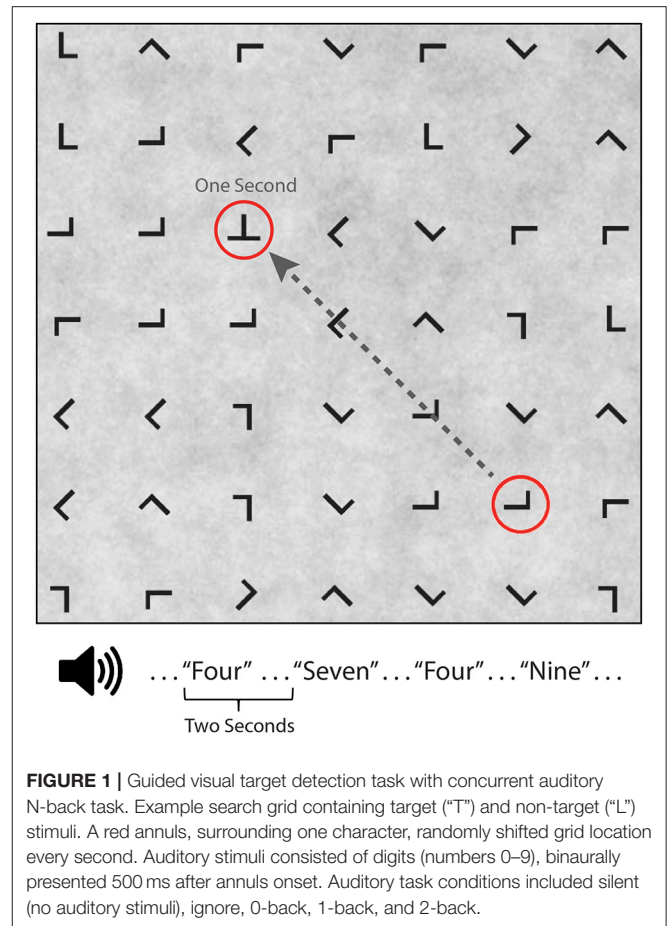 One Second
…“Four” …“Seven”…“Four”…“Nine”…
Two Seconds
FIGURE 1 | Guided visual target detection task with concurrent auditory
N-back task. Example search grid containing target (“T”) and non-target (“L”)
stimuli. A red annuls, surrounding one character, randomly shifted grid location
every second. Auditory stimuli consisted of digits (numbers 0–9), binaurally
presented 500 ms after annuls onset. Auditory task conditions included silent
(no auditory stimuli), ignore, 0-back, 1-back, and 2-back.